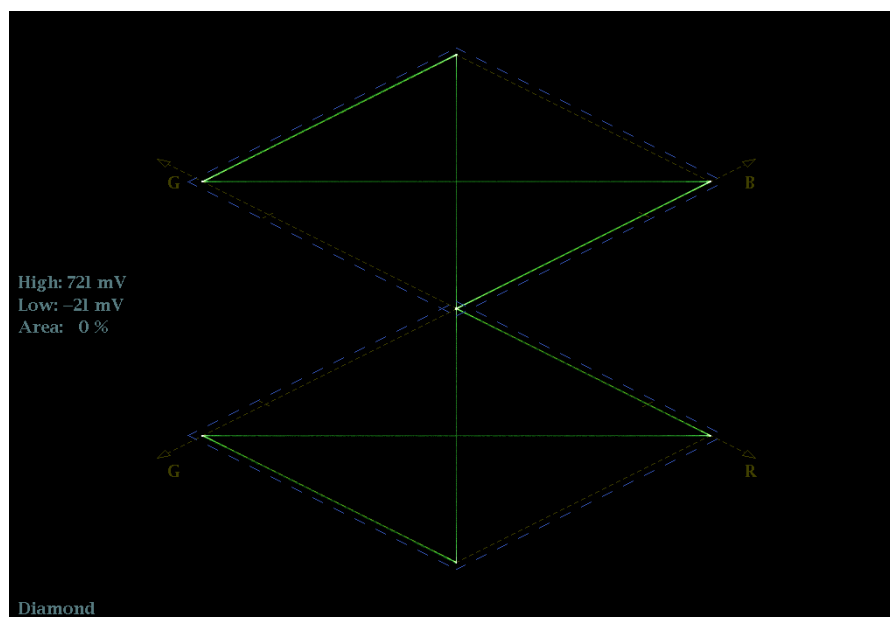 G
B
High: 721 mV
Low: –21 mV
Area: 0 %
G
R
Diamond